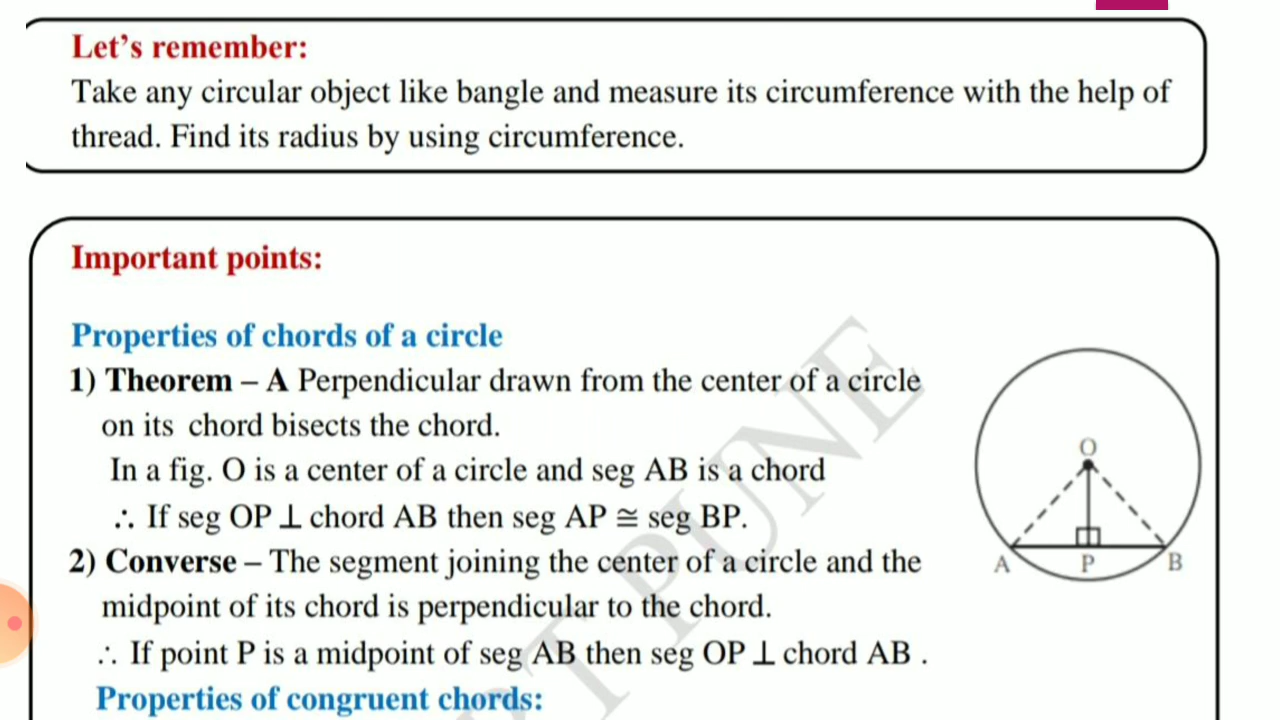 Let's remember:
Take any circular object like bangle and measure its circumference with the help of
thread. Find its radius by using circumference.
Important points:
Properties of chords of a circle
1) Theorem – A Perpendicular drawn from the center of a circle
on its chord bisects the chord.
In a fig. O is a center of a circle and seg AB is a chord
∴ If seg OP ⊥ chord AB then seg AP ≅ seg BP.
2) Converse – The segment joining the center of a circle and the
midpoint of its chord is perpendicular to the chord.
∴ If point P is a midpoint of seg AB then seg OP ⊥ chord AB .
Properties of congruent chords:
O
A P B
PUNE